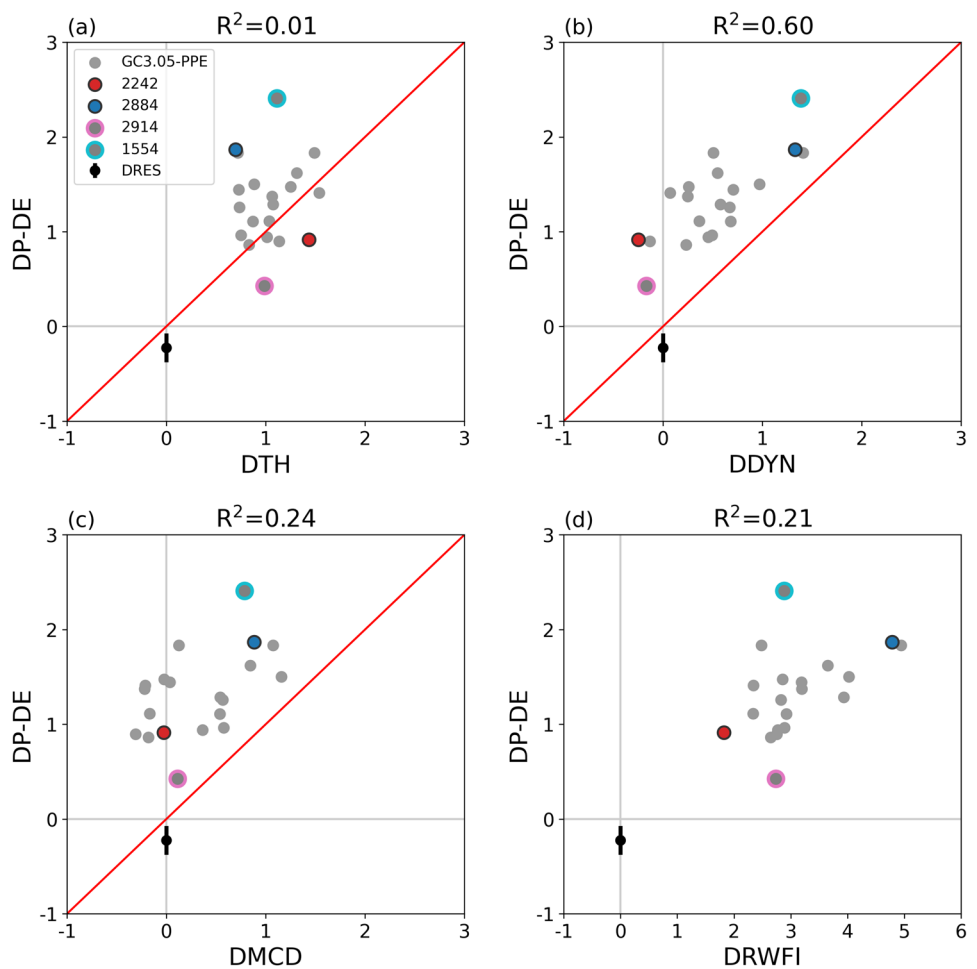 (a) R²=0.01
3
2
1
0
-1
DP-DE
GC3.05-PPE
2242
2884
2914
1554
DRES
-1 0 1 2 3
DTH
(b) R²=0.60
3
2
1
0
-1
DP-DE
-1 0 1 2 3
DDYN
(c) R²=0.24
3
2
1
0
-1
DP-DE
-1 0 1 2 3
DMCD
(d) R²=0.21
3
2
1
0
-1
DP-DE
-1 0 1 2 3 4 5 6
DRWFI